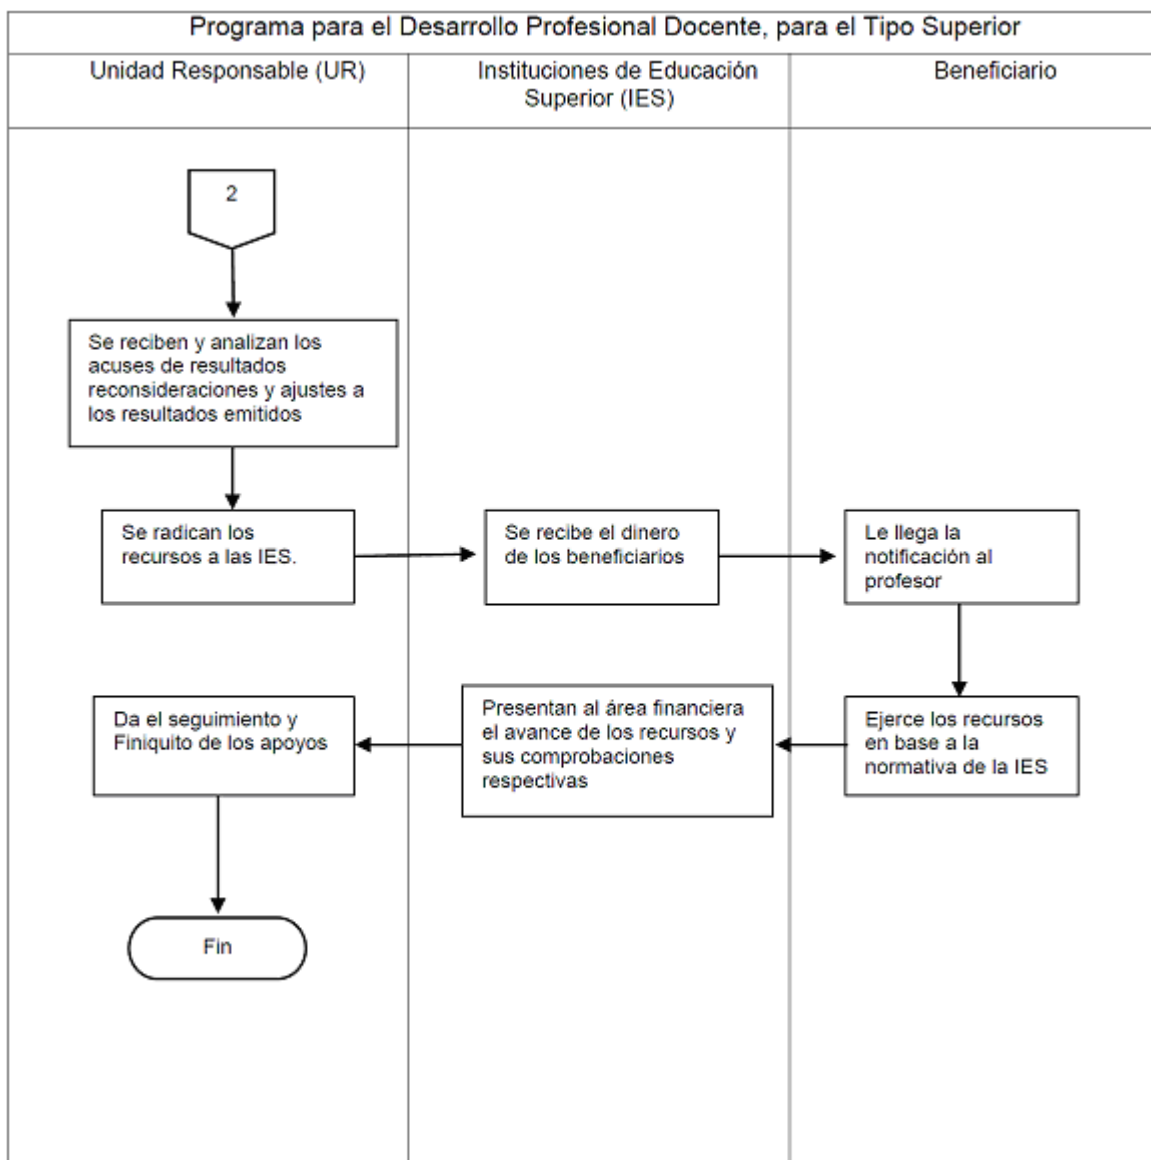 Programa para el Desarrollo Profesional Docente, para el Tipo Superior
Unidad Responsable (UR)
Instituciones de Educación
Superior (IES)
Beneficiario
2
Se reciben y analizan los
acuses de resultados
reconsideraciones y ajustes a
los resultados emitidos
Se radican los
recursos a las IES.
Se recibe el dinero
de los beneficiarios
Le llega la
notificación al
profesor
Ejerce los recursos
en base a la
normativa de la IES
Presentan al área financiera
el avance de los recursos y
sus comprobaciones
respectivas
Da el seguimiento y
Finiquito de los apoyos
Fin